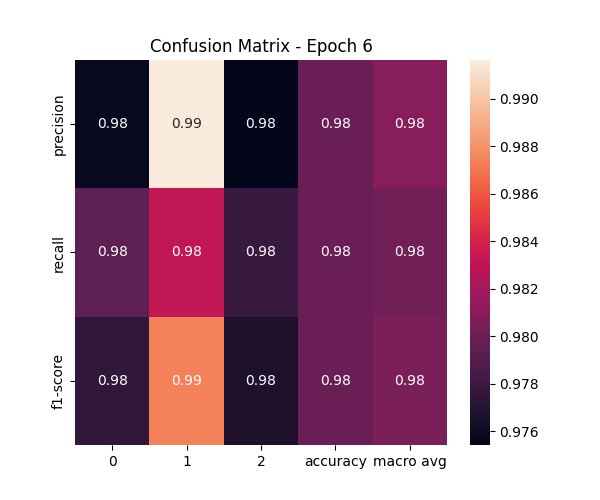 Confusion Matrix - Epoch 6
precision
0.98 0.99 0.98 0.98 0.98
recall
0.98 0.98 0.98 0.98 0.98
f1-score
0.98 0.99 0.98 0.98 0.98
0 1 2 accuracy macro avg
0.990
0.988
0.986
0.984
0.982
0.980
0.978
0.976